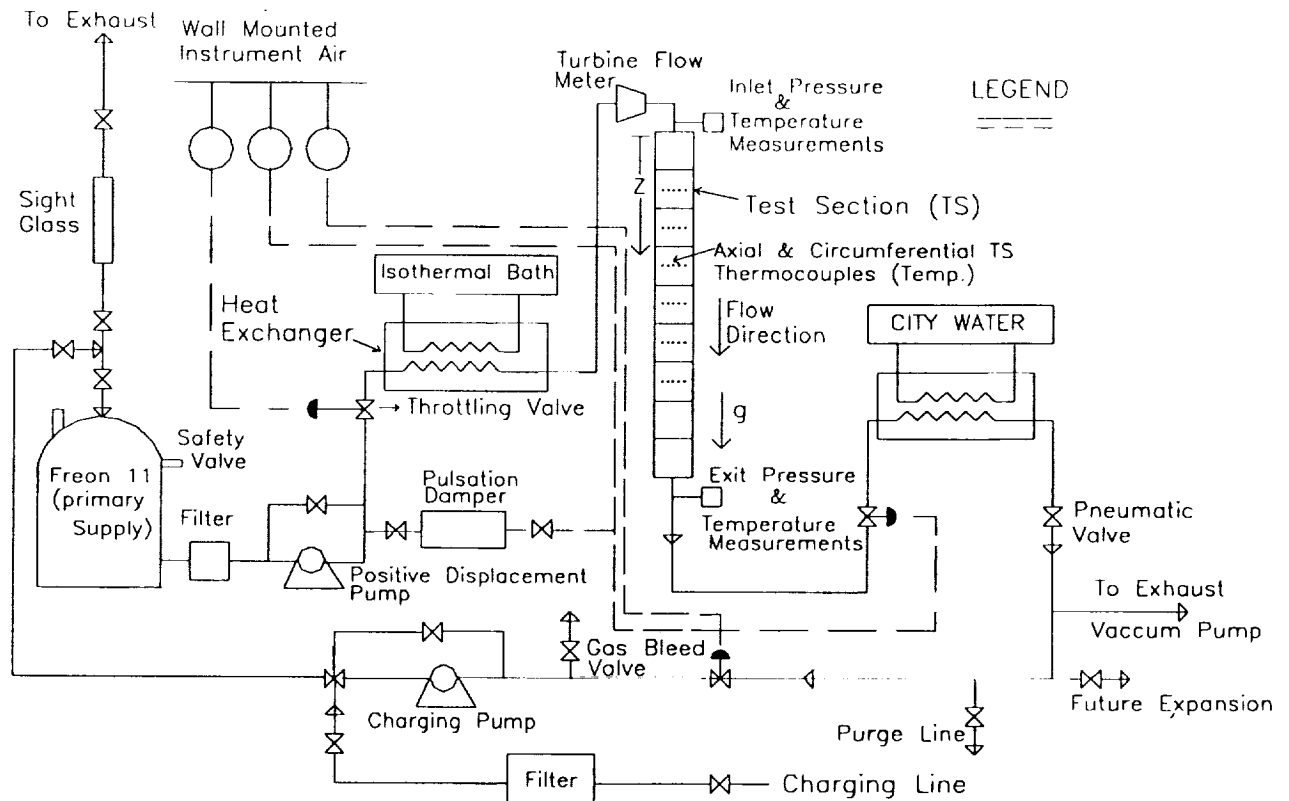 To Exhaust
Wall Mounted
Instrument Air
Turbine Flow
Meter
Inlet Pressure
&
Temperature
Measurements
LEGEND
Sight
Glass
Z
Test Section (TS)
Axial & Circumferential TS
Thermocouples (Temp.)
Isothermal Bath
Heat
Exchanger
Flow
Direction
CITY WATER
Throttling Valve
g
Safety
Valve
Freon 11
(primary
Supply)
Filter
Pulsation
Damper
Exit Pressure
&
Temperature
Measurements
Pneumatic
Valve
Positive Displacement
Pump
To Exhaust
Vaccum Pump
Gas Bleed
Valve
Charging Pump
Future Expansion
Purge Line
Filter
Charging Line